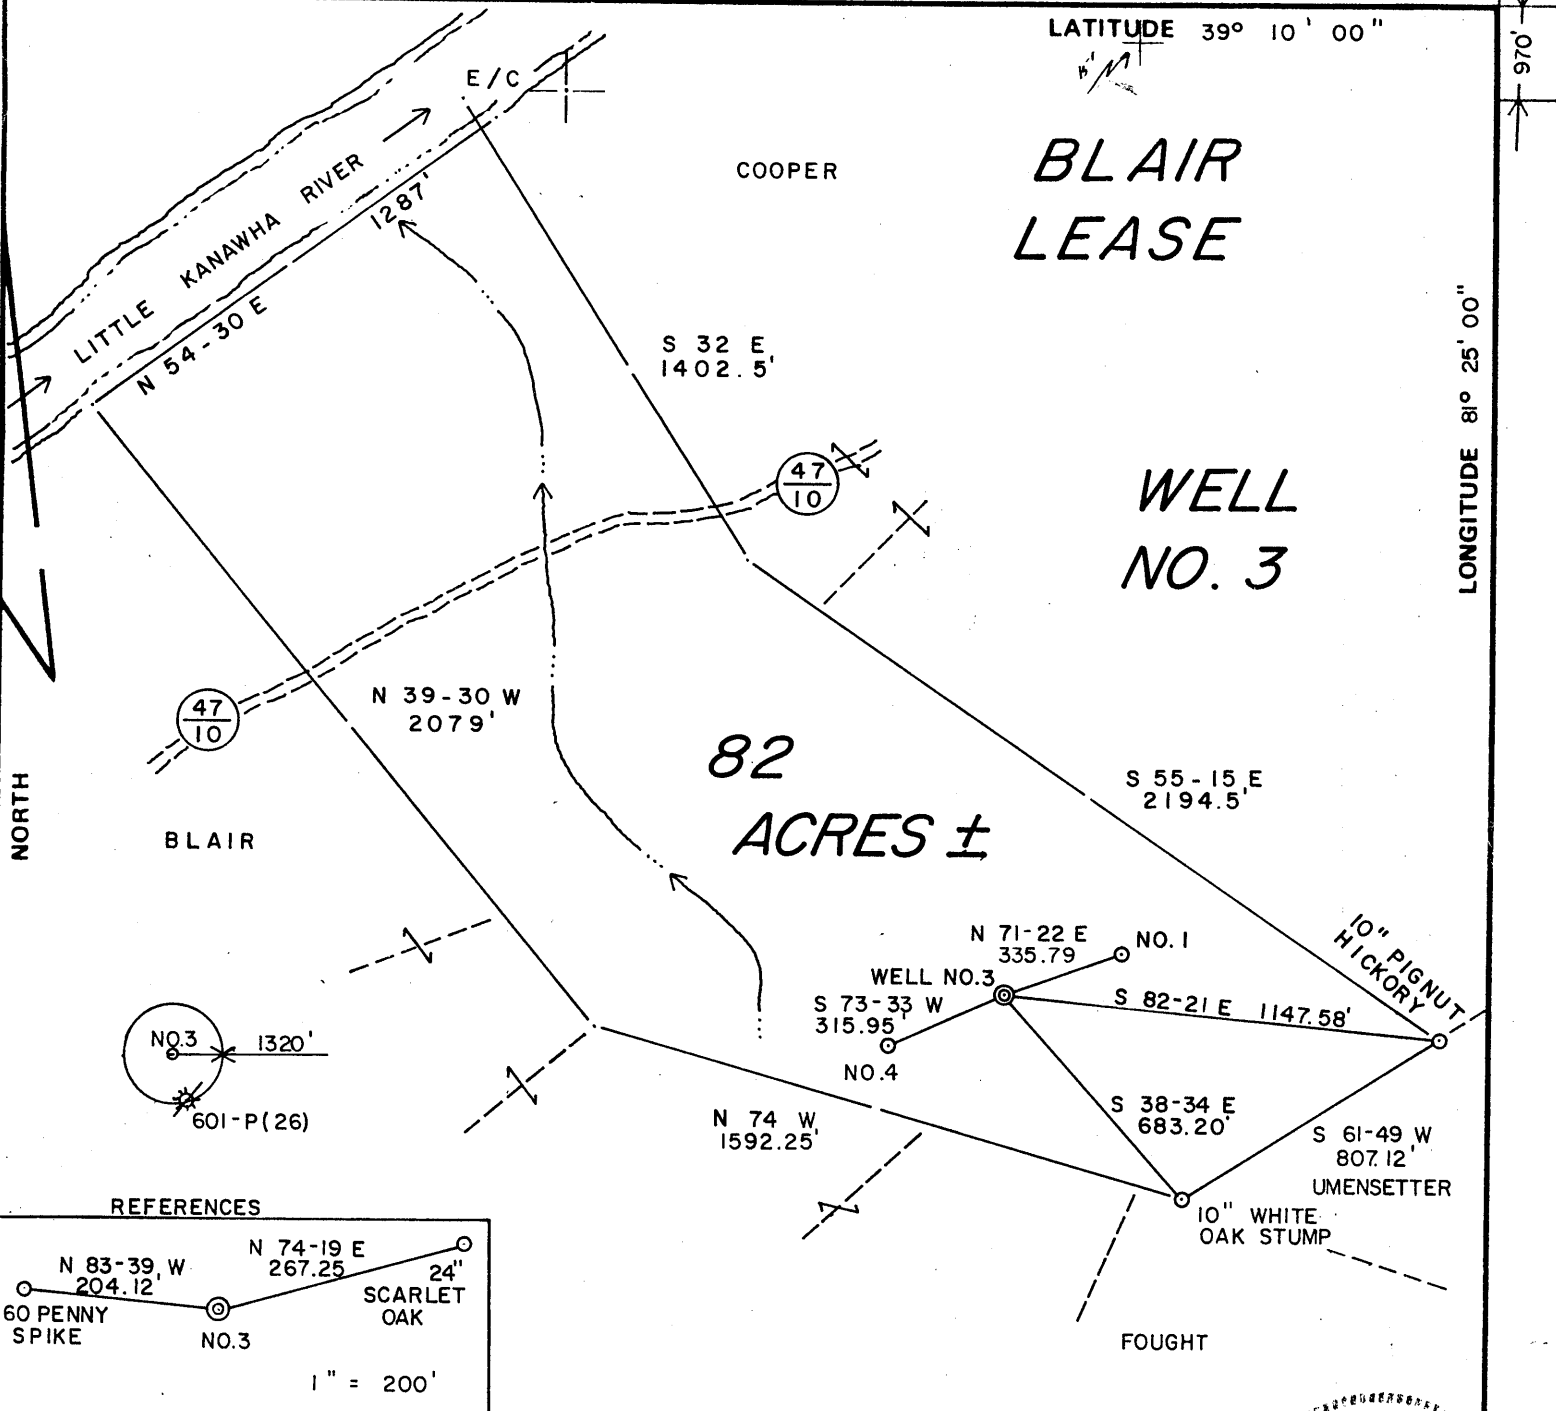 LATITUDE 39° 10' 00"
970'
E/C
BLAIR
LEASE
COOPER
LITTLE KANAWHA RIVER
1287'
N 54-30 E
S 32 E
1402.5'
LONGITUDE 81° 25' 00"
47
10
WELL
NO. 3
47
10
N 39-30 W
2079'
82
ACRES ±
S 55-15 E
2194.5'
NORTH
BLAIR
10" PIGNUT
HICKORY
N 71-22 E
335.79
NO. 1
WELL NO.3
S 73-33 W
315.95'
S 82-21 E 1147.58'
NO.4
NO.3
1320'
601-P(26)
N 74 W
1592.25'
S 38-34 E
683.20'
S 61-49 W
807.12'
UMENSETTER
10" WHITE
OAK STUMP
REFERENCES
N 83-39 W
204.12'
N 74-19 E
267.25
24"
SCARLET
OAK
60 PENNY
SPIKE
NO.3
1" = 200'
FOUGHT